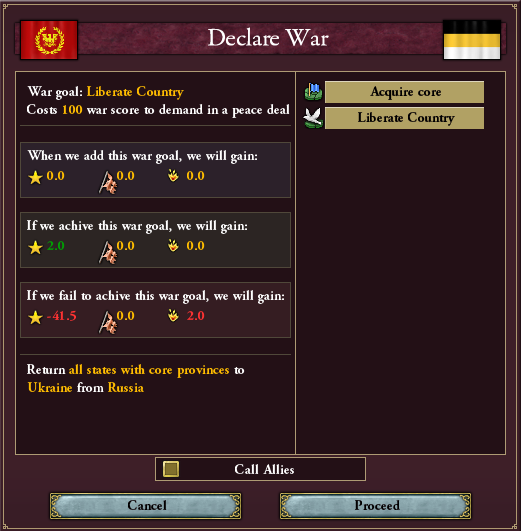 Declare War
War goal: Liberate Country
Costs 100 war score to demand in a peace deal
When we add this war goal, we will gain:
0.0 0.0 0.0
If we achive this war goal, we will gain:
2.0 0.0 0.0
If we fail to achive this war goal, we will gain:
-41.5 0.0 2.0
Return all states with core provinces to
Ukraine from Russia
Acquire core
Liberate Country
Call Allies
Cancel
Proceed